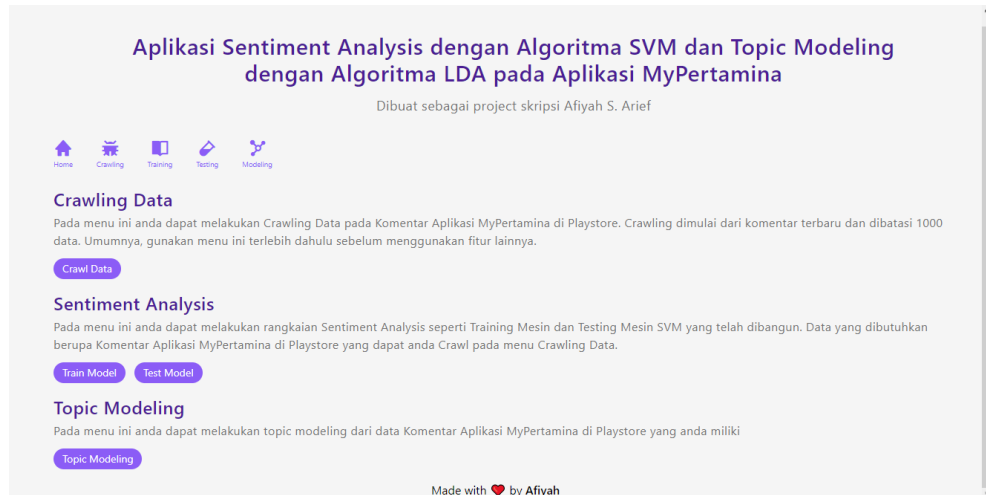 Aplikasi Sentiment Analysis dengan Algoritma SVM dan Topic Modeling
dengan Algoritma LDA pada Aplikasi MyPertamina
Dibuat sebagai project skripsi Afiyah S. Arief
Home Crawling Training Testing Modeling
Crawling Data
Pada menu ini anda dapat melakukan Crawling Data pada Komentar Aplikasi MyPertamina di Playstore. Crawling dimulai dari komentar terbaru dan dibatasi 1000
data. Umumnya, gunakan menu ini terlebih dahulu sebelum menggunakan fitur lainnya.
Crawl Data
Sentiment Analysis
Pada menu ini anda dapat melakukan rangkaian Sentiment Analysis seperti Training Mesin dan Testing Mesin SVM yang telah dibangun. Data yang dibutuhkan
berupa Komentar Aplikasi MyPertamina di Playstore yang dapat anda Crawl pada menu Crawling Data.
Train Model Test Model
Topic Modeling
Pada menu ini anda dapat melakukan topic modeling dari data Komentar Aplikasi MyPertamina di Playstore yang anda miliki
Topic Modeling
Made with ❤ by Afiyah